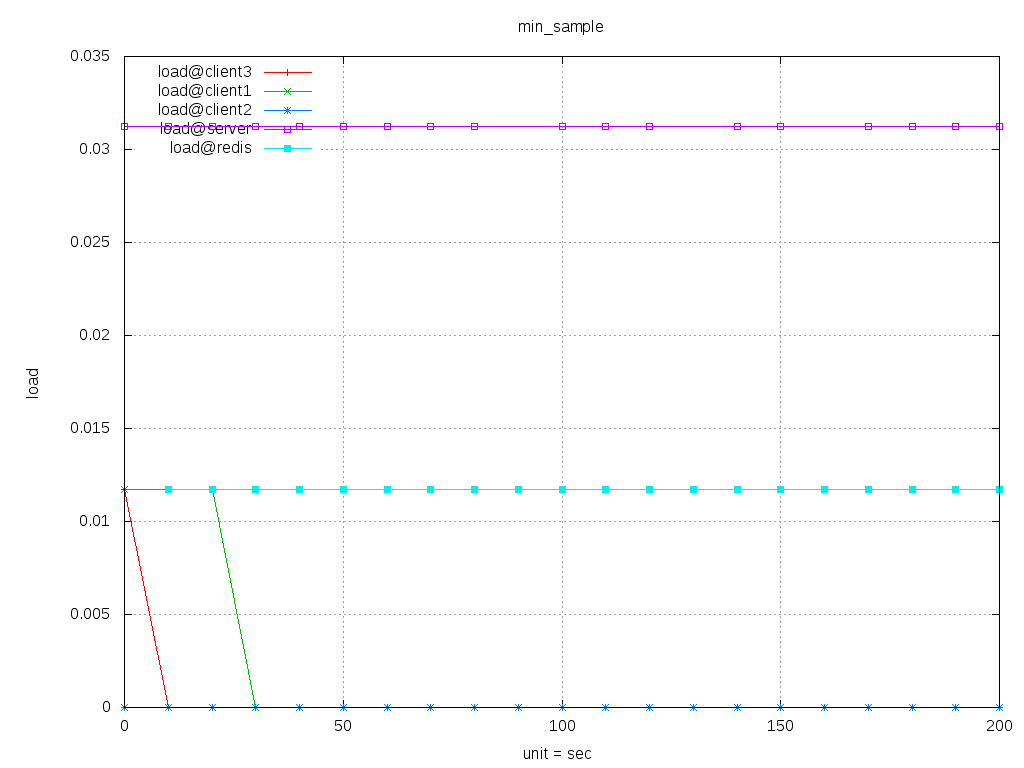 min_sample
0.035
load@client3
load@client1
load@client2
load@server
load@redis
0.03
0.025
0.02
load
0.015
0.01
0.005
0
0 50 100 150 200
unit = sec